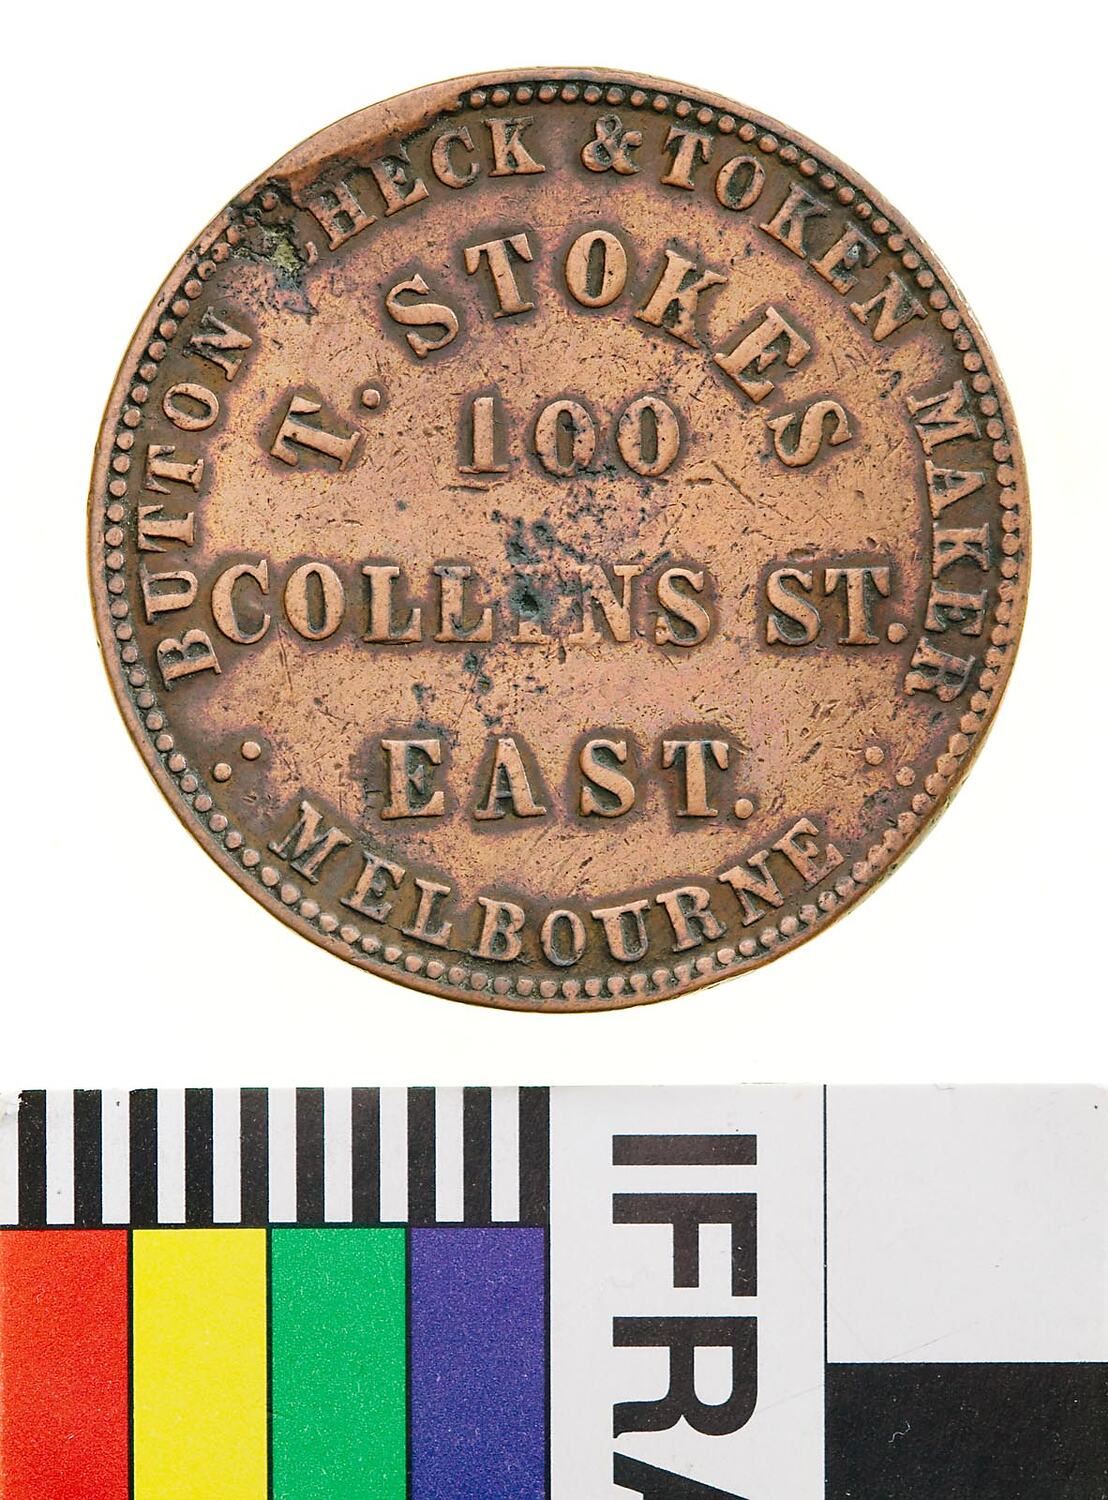 BUTTON CHECK & TOKEN MAKER
T. STOKES
100
COLLINS ST.
EAST.
MELBOURNE
IFRA